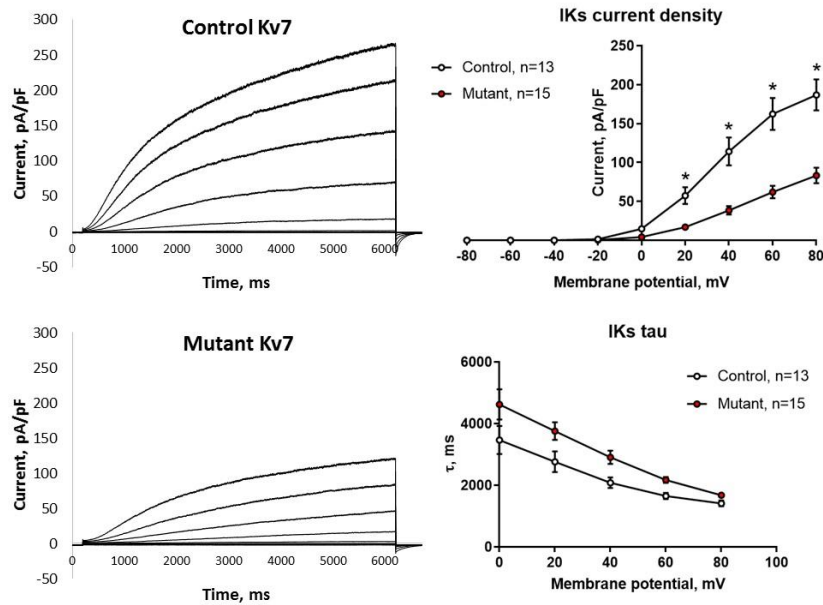 Control Kv7
Current, pA/pF
300
250
200
150
100
50
0
-50
0 1000 2000 3000 4000 5000 6000
Time, ms
IKs current density
Control, n=13
Mutant, n=15
Current, pA/pF
250
200
150
100
50
* * * *
-80 -60 -40 -20 0 20 40 60 80
Membrane potential, mV
Mutant Kv7
Current, pA/pF
300
250
200
150
100
50
0
-50
0 1000 2000 3000 4000 5000 6000
Time, ms
IKs tau
Control, n=13
Mutant, n=15
τ, ms
6000
4000
2000
0
0 20 40 60 80 100
Membrane potential, mV